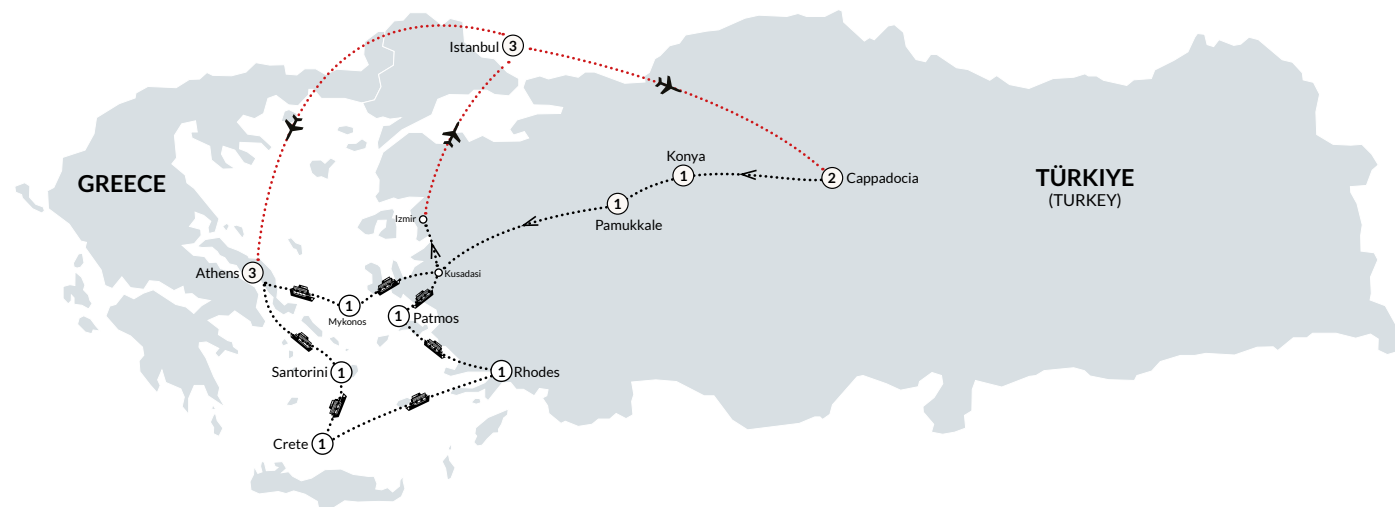 Istanbul 3
GREECE
Konya
1
2 Cappadocia
TÜRKIYE
(TURKEY)
1
Pamukkale
Izmir
Athens 3
Kusadasi
1
Mykonos
1 Patmos
Santorini 1
1 Rhodes
Crete 1